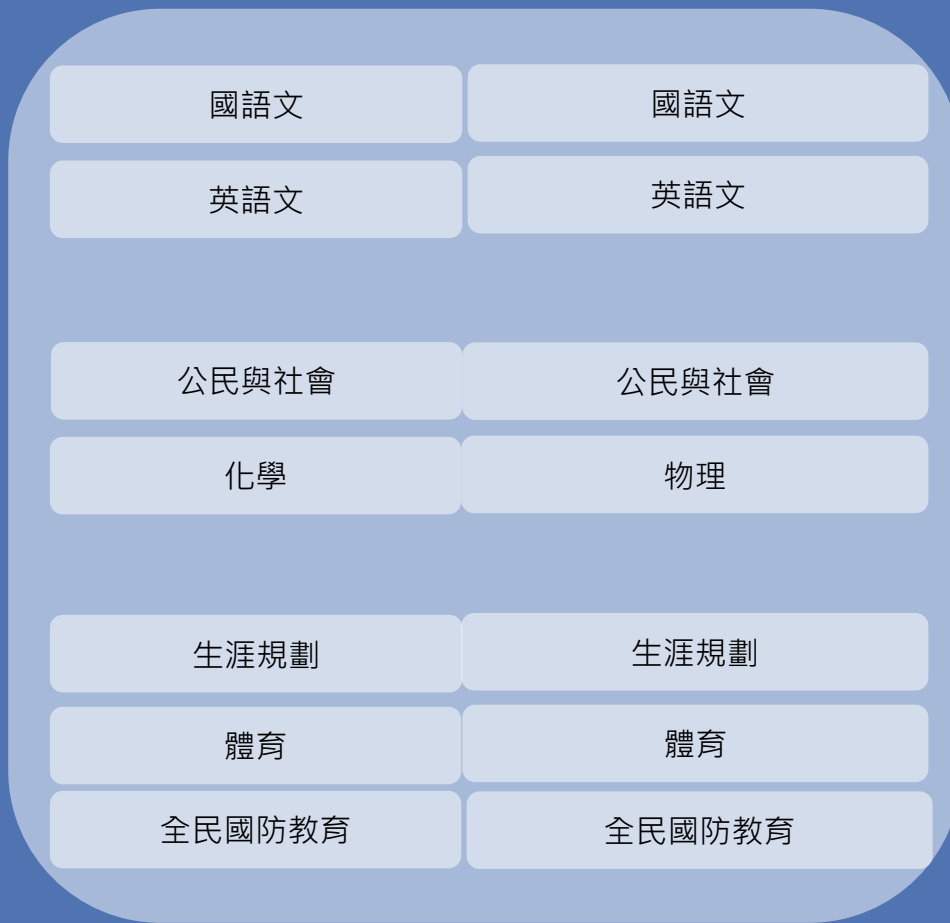 國語文 國語文
英語文 英語文
公民與社會 公民與社會
化學 物理
生涯規劃 生涯規劃
體育 體育
全民國防教育 全民國防教育